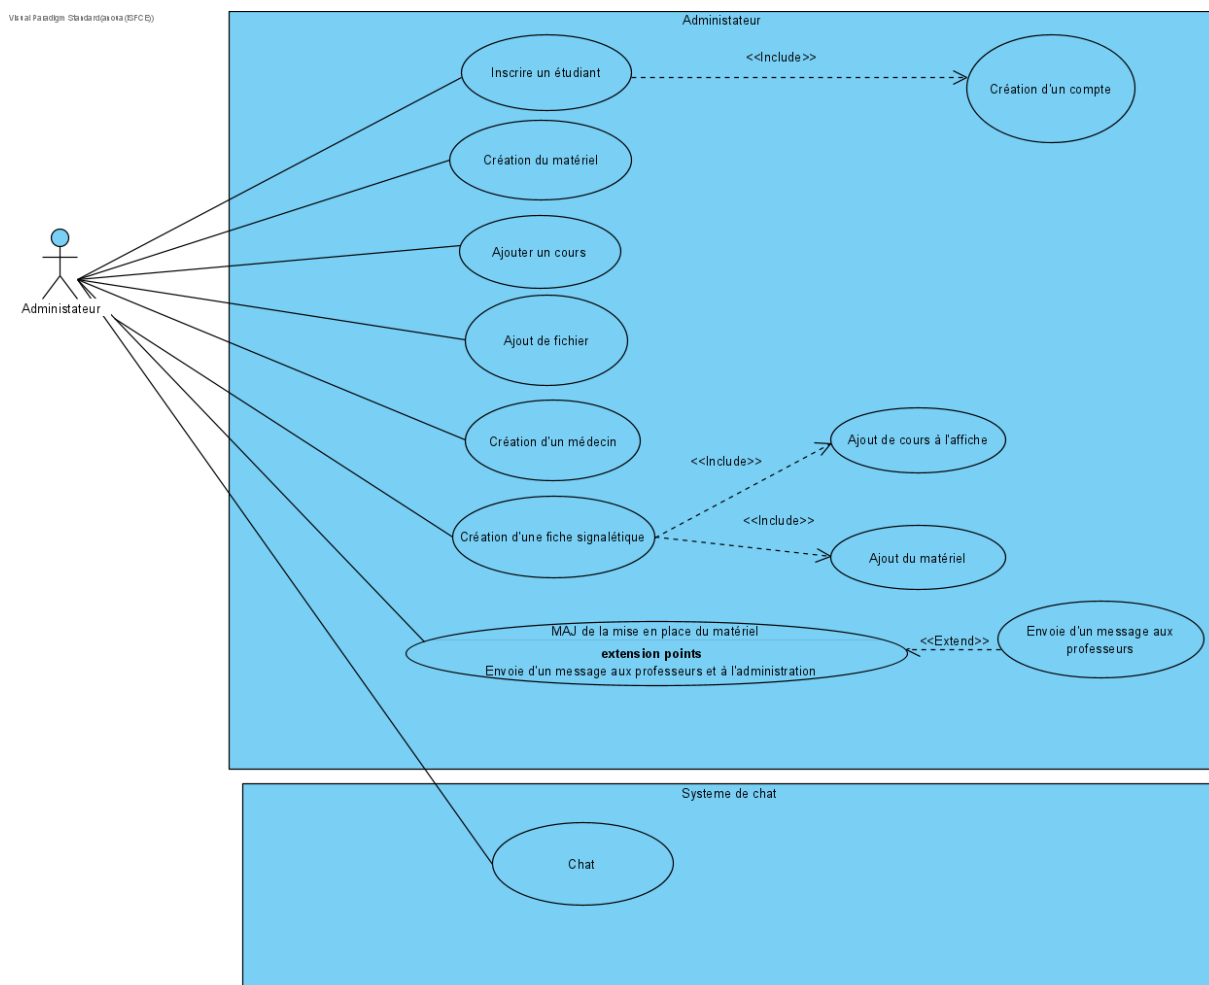 Visual Paradigm Standard(anoua(ISFCE))
Administateur
Inscrire un étudiant
<<Include>>
Création d'un compte
Création du matériel
Ajouter un cours
Administateur
Ajout de fichier
Création d'un médecin
Ajout de cours à l'affiche
<<Include>>
<<Include>>
Création d'une fiche signalétique
Ajout du matériel
MAJ de la mise en place du matériel
extension points
Envoie d'un message aux professeurs et à l'administration
<<Extend>>
Envoie d'un message aux
professeurs
Systeme de chat
Chat